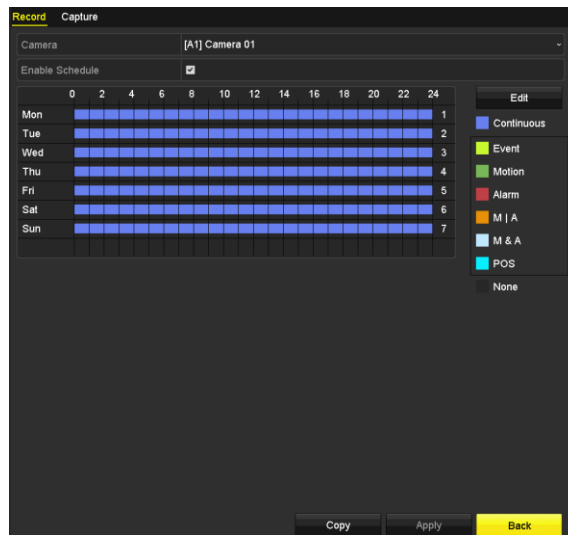 Record Capture
Camera [A1] Camera 01
Enable Schedule
0 2 4 6 8 10 12 14 16 18 20 22 24
Edit
Mon 1
Continuous
Tue 2
Wed 3
Event
Thu 4
Motion
Fri 5
Alarm
Sat 6
M | A
Sun 7
M & A
POS
None
Copy Apply Back